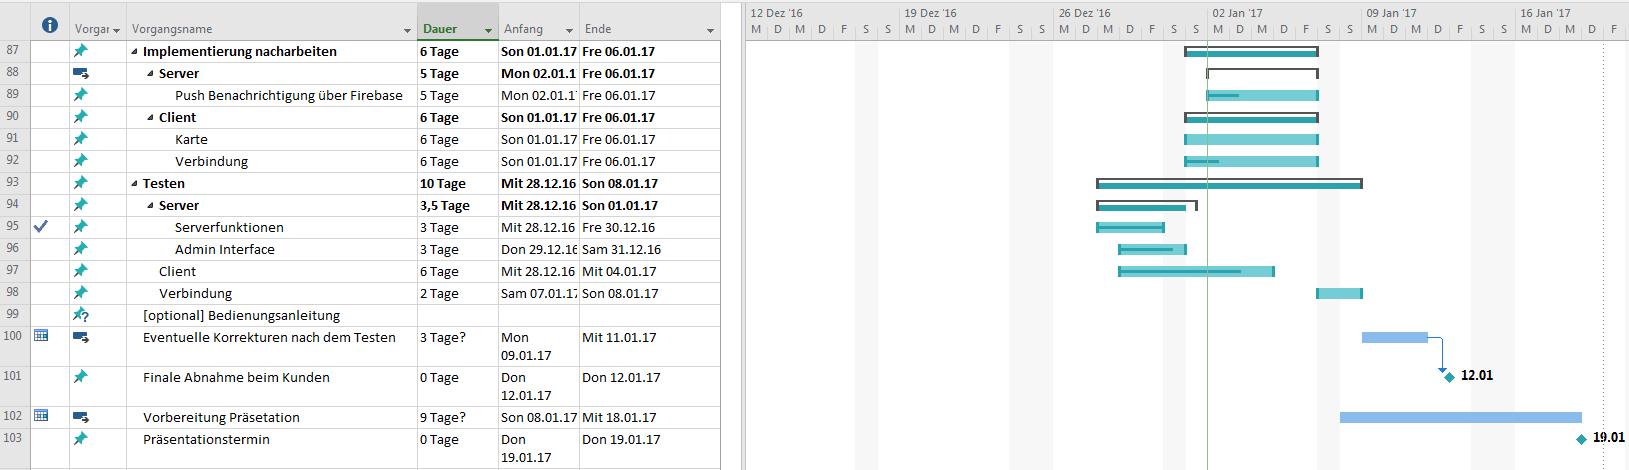 12 Dez '16 19 Dez '16 26 Dez '16 02 Jan '17 09 Jan '17 16 Jan '17
Vorgar Vorgangsname Dauer Anfang Ende M D M D F S S M D M D F S S M D M D F S S M D M D F S S M D M D F S S M D M D F
87 Implementierung nacharbeiten 6 Tage Son 01.01.17 Fre 06.01.17
88 Server 5 Tage Mon 02.01.1 Fre 06.01.17
89 Push Benachrichtigung über Firebase 5 Tage Mon 02.01.1 Fre 06.01.17
90 Client 6 Tage Son 01.01.17 Fre 06.01.17
91 Karte 6 Tage Son 01.01.17 Fre 06.01.17
92 Verbindung 6 Tage Son 01.01.17 Fre 06.01.17
93 Testen 10 Tage Mit 28.12.16 Son 08.01.17
94 Server 3,5 Tage Mit 28.12.16 Son 01.01.17
95 Serverfunktionen 3 Tage Mit 28.12.16 Fre 30.12.16
96 Admin Interface 3 Tage Don 29.12.16 Sam 31.12.16
97 Client 6 Tage Mit 28.12.16 Mit 04.01.17
98 Verbindung 2 Tage Sam 07.01.17 Son 08.01.17
99 [optional] Bedienungsanleitung
100 Eventuelle Korrekturen nach dem Testen 3 Tage? Mon Mit 11.01.17
09.01.17
101 Finale Abnahme beim Kunden 0 Tage Don Don 12.01.17 12.01
12.01.17
102 Vorbereitung Präsetation 9 Tage? Son 08.01.17 Mit 18.01.17
103 Präsentationstermin 0 Tage Don Don 19.01.17 19.01
19.01.17